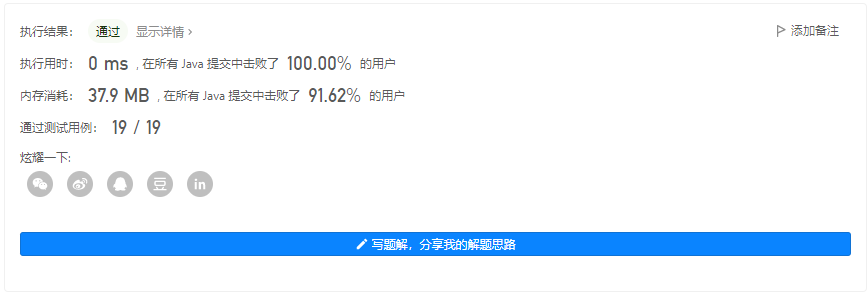 执行结果： 通过 显示详情 › 添加备注
执行用时： 0 ms , 在所有 Java 提交中击败了 100.00% 的用户
内存消耗： 37.9 MB , 在所有 Java 提交中击败了 91.62% 的用户
通过测试用例： 19 / 19
炫耀一下:
豆 in
写题解，分享我的解题思路